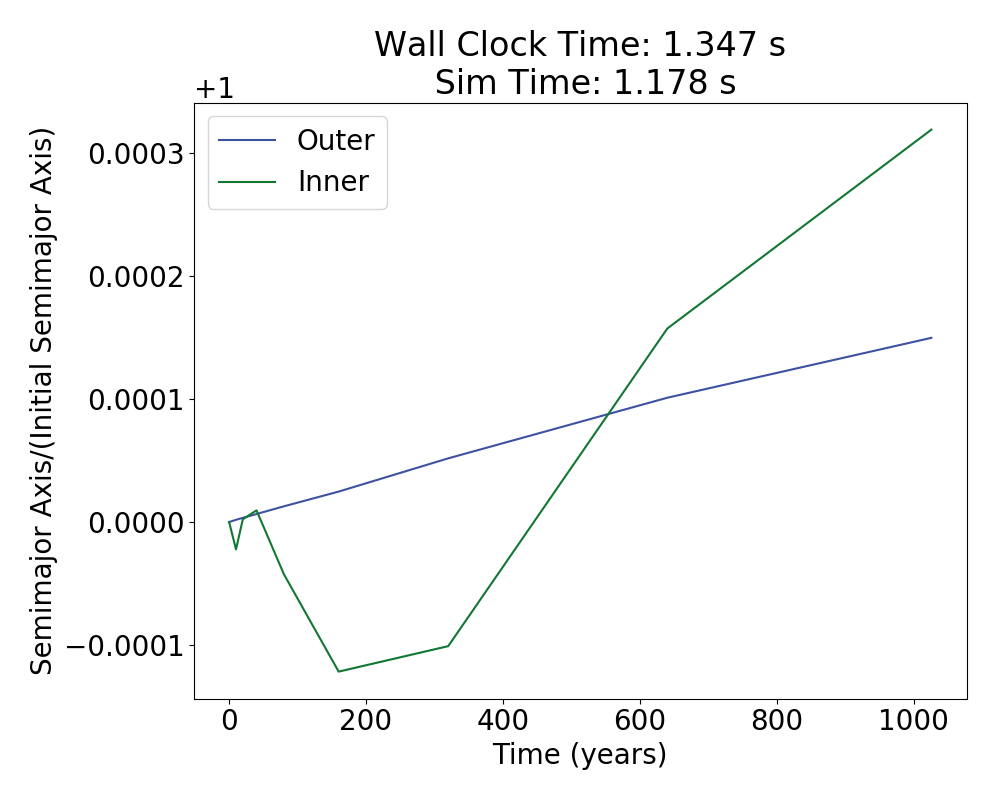 Wall Clock Time: 1.347 s
Sim Time: 1.178 s
+1
Outer
Inner
0.0003
0.0002
0.0001
0.0000
−0.0001
Semimajor Axis/(Initial Semimajor Axis)
0 200 400 600 800 1000
Time (years)